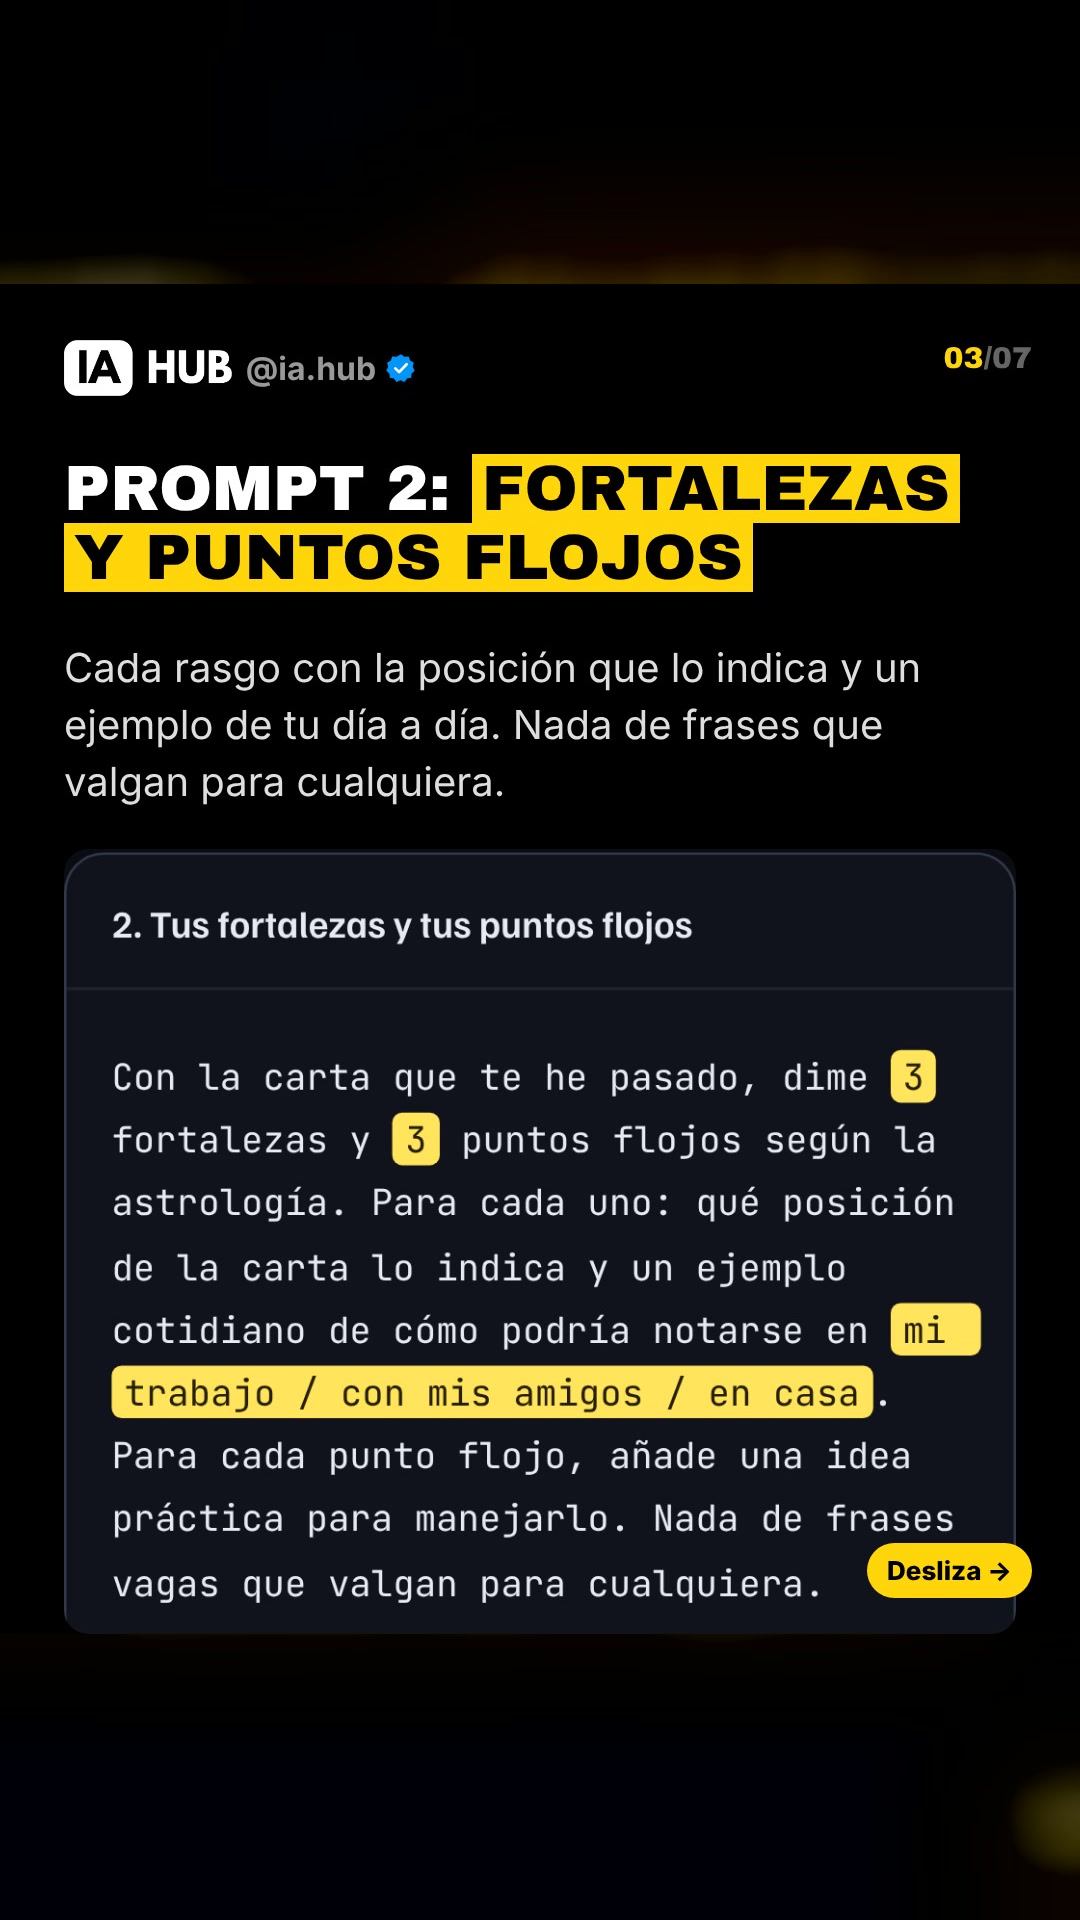 IA HUB @ia.hub
03/07
PROMPT 2: FORTALEZAS
Y PUNTOS FLOJOS
Cada rasgo con la posición que lo indica y un
ejemplo de tu día a día. Nada de frases que
valgan para cualquiera.
2. Tus fortalezas y tus puntos flojos
Con la carta que te he pasado, dime 3
fortalezas y 3 puntos flojos según la
astrología. Para cada uno: qué posición
de la carta lo indica y un ejemplo
cotidiano de cómo podría notarse en mi
trabajo / con mis amigos / en casa.
Para cada punto flojo, añade una idea
práctica para manejarlo. Nada de frases
vagas que valgan para cualquiera.
Desliza →